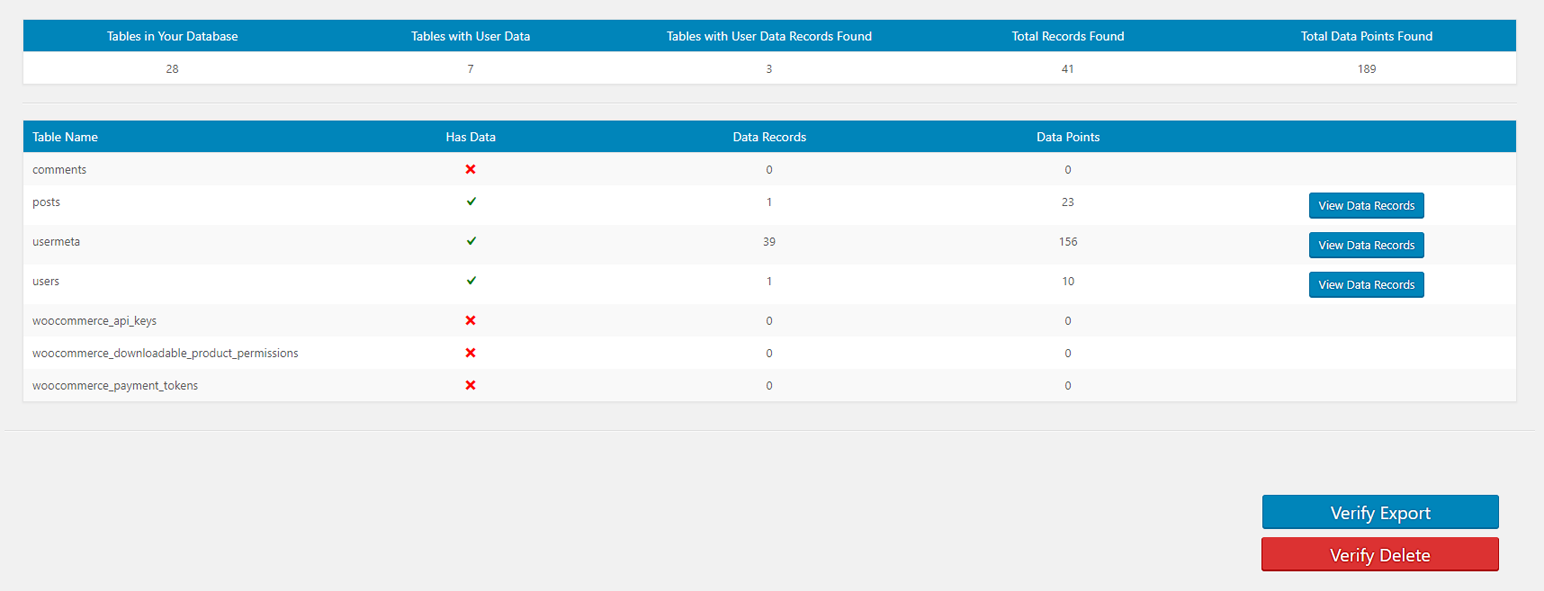 Tables in Your Database Tables with User Data Tables with User Data Records Found Total Records Found Total Data Points Found
28 7 3 41 189
Table Name Has Data Data Records Data Points
comments 0 0
posts 1 23 View Data Records
usermeta 39 156 View Data Records
users 1 10 View Data Records
woocommerce_api_keys 0 0
woocommerce_downloadable_product_permissions 0 0
woocommerce_payment_tokens 0 0
Verify Export
Verify Delete